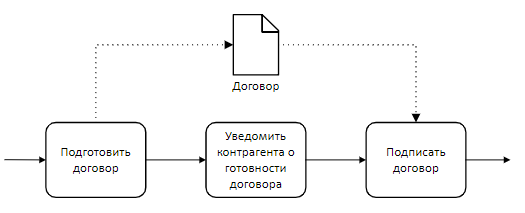 Договор
Подготовить
договор
Уведомить
контрагента о
готовности
договора
Подписать
договор